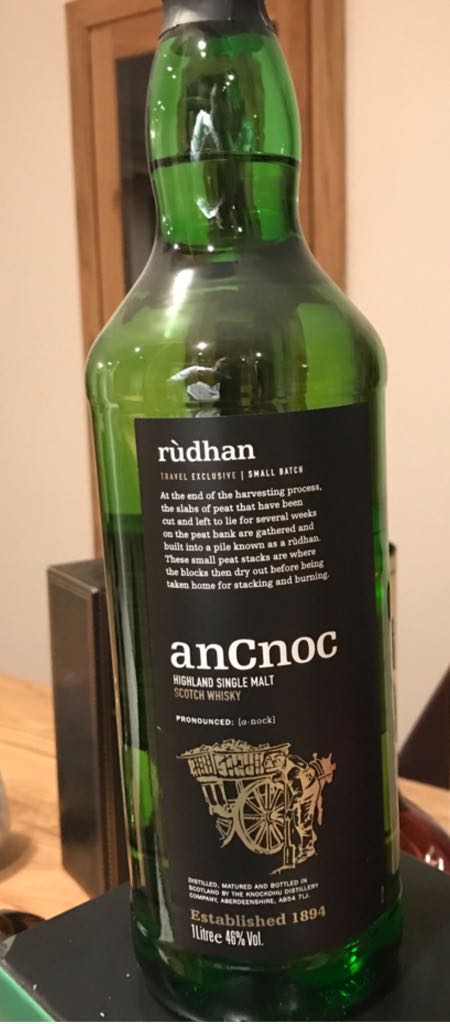 rùdhan
TRAVEL EXCLUSIVE | SMALL BATCH
At the end of the harvesting process,
the slabs of peat that have been
cut and left to lie for several weeks
on the peat bank are gathered and
built into a pile known as a rùdhan.
These small peat stacks are where
the blocks then dry out before being
taken home for stacking and burning.
anCnoc
HIGHLAND SINGLE MALT
SCOTCH WHISKY
PRONOUNCED: [a-nock]
DISTILLED, MATURED AND BOTTLED IN
SCOTLAND BY THE KNOCKDHU DISTILLERY
COMPANY, ABERDEENSHIRE, AB54 7LJ.
Established 1894
1Litre℮ 46% Vol.